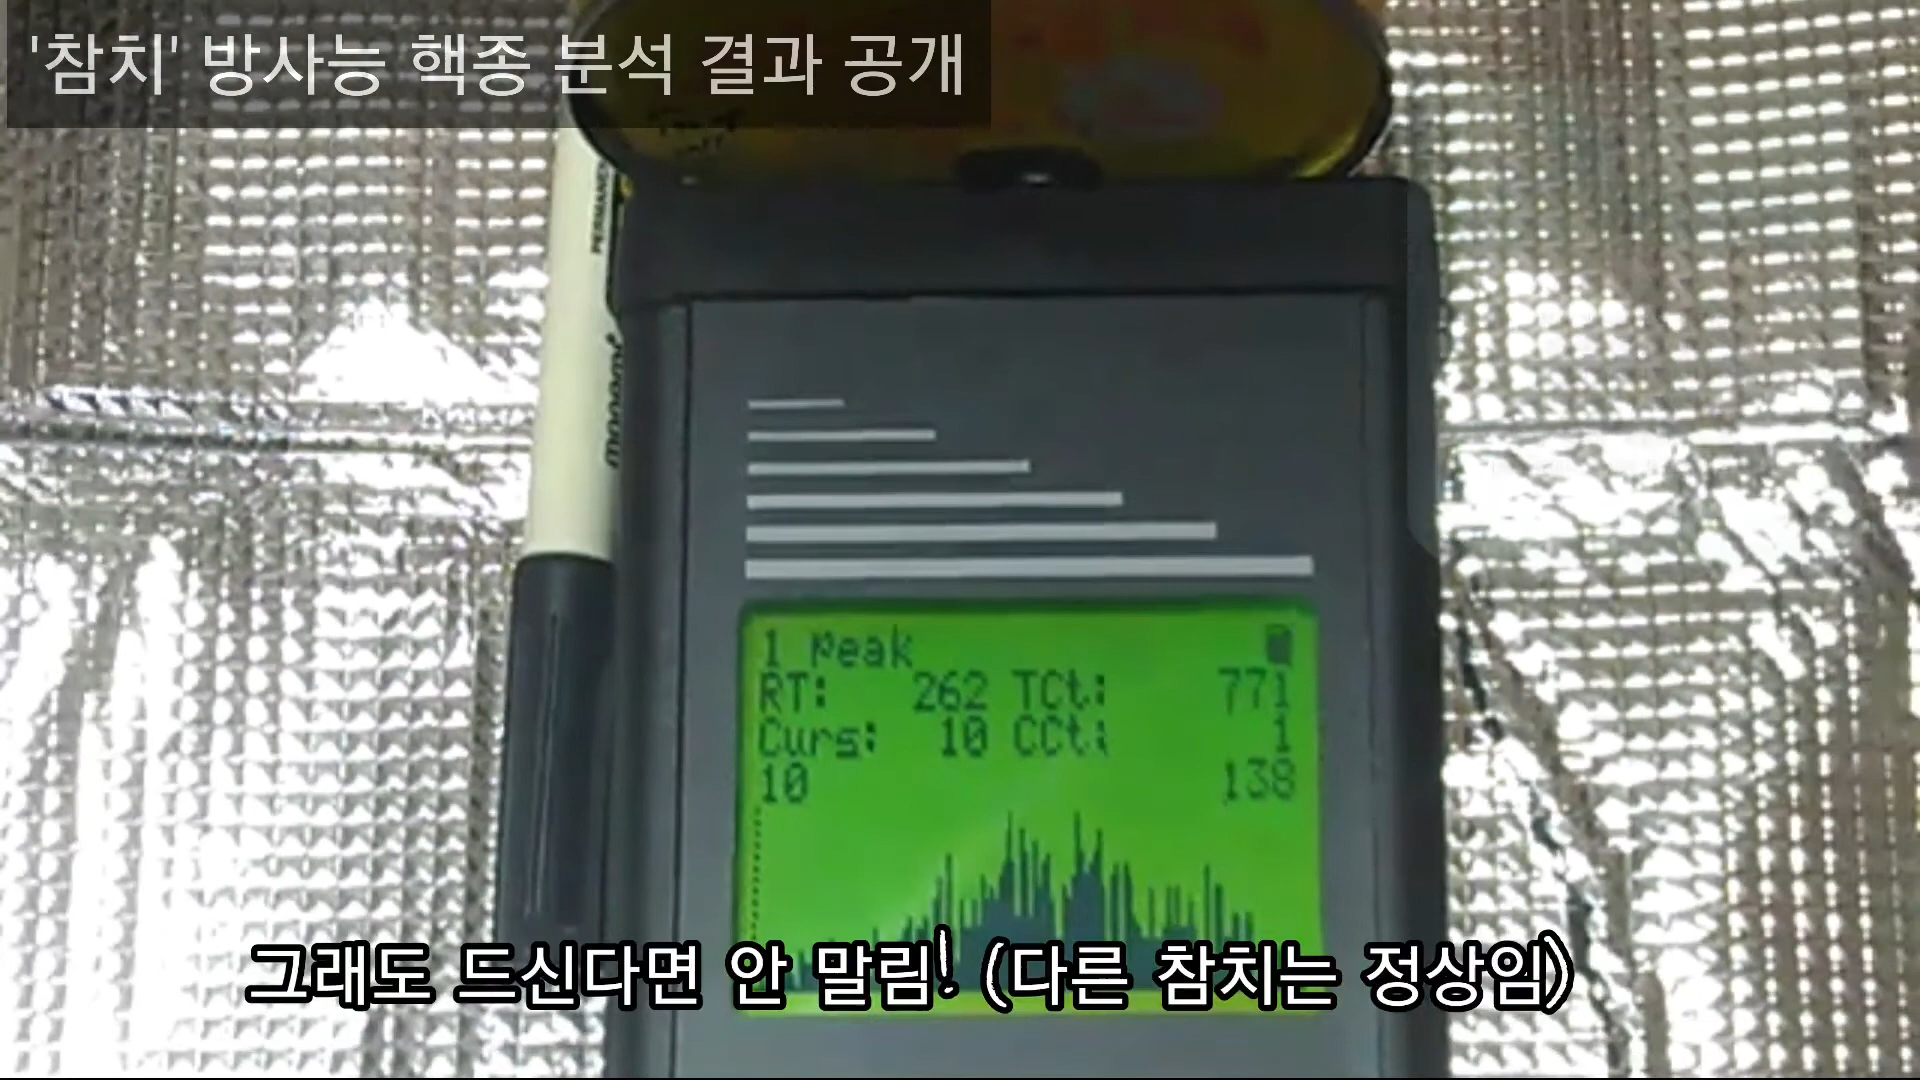 '참치' 방사능 핵종 분석 결과 공개
monami
1 Peak
RT: 262 TCt: 771
Curs: 10 CCt: 1
10 138
그래도 드신다면 안 말림! (다른 참치는 정상임)